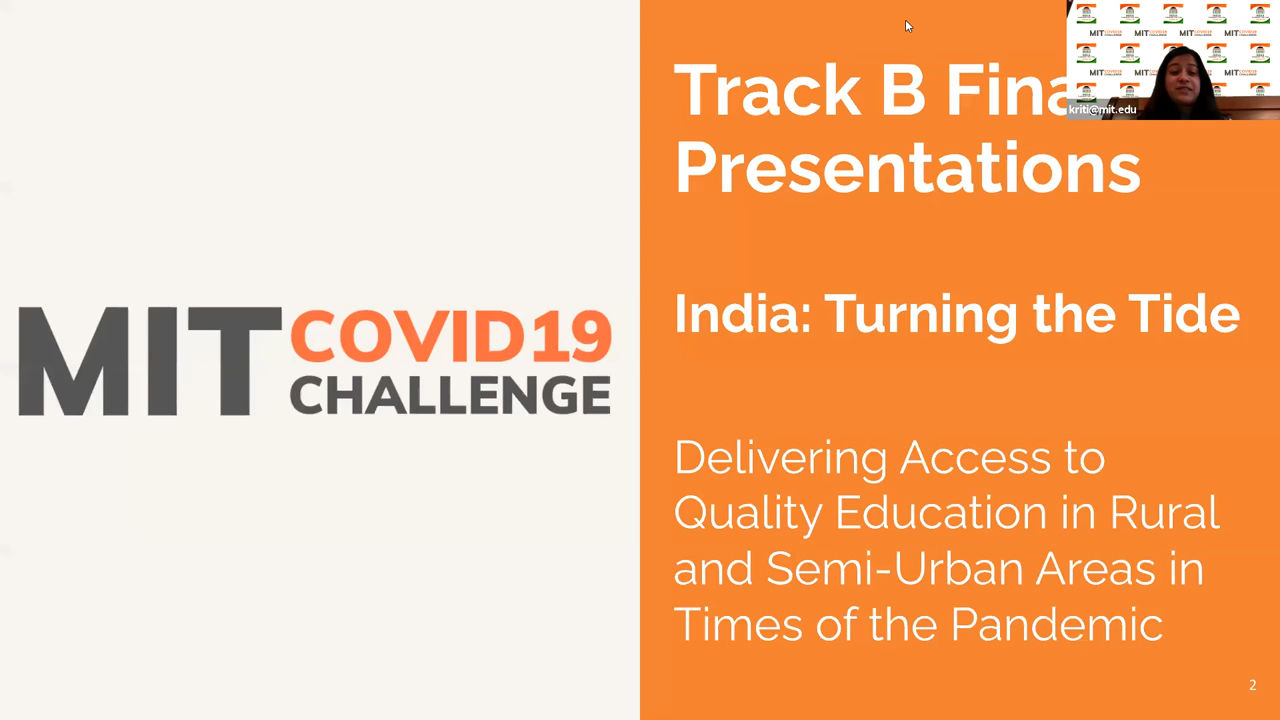 MIT COVID19
CHALLENGE
Track B Fina
Presentations
India: Turning the Tide
Delivering Access to
Quality Education in Rural
and Semi-Urban Areas in
Times of the Pandemic
2
kriti@mit.edu